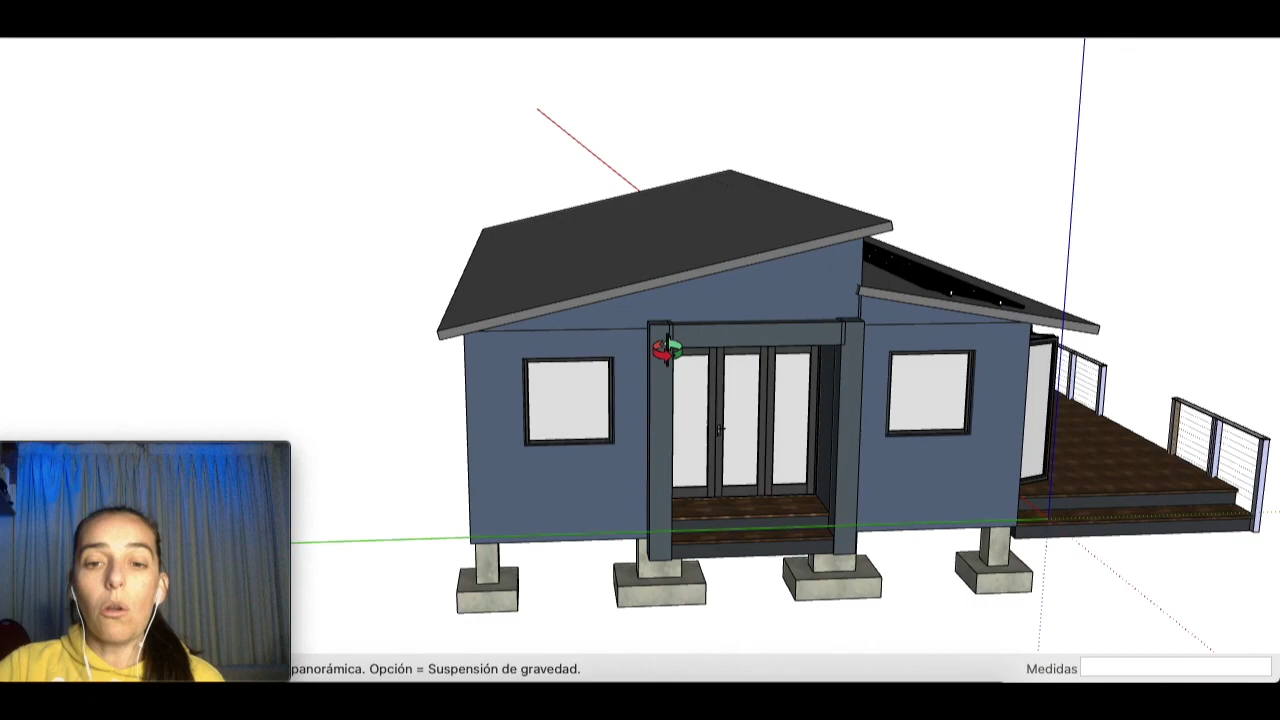 panorámica. Opción = Suspensión de gravedad.
Medidas